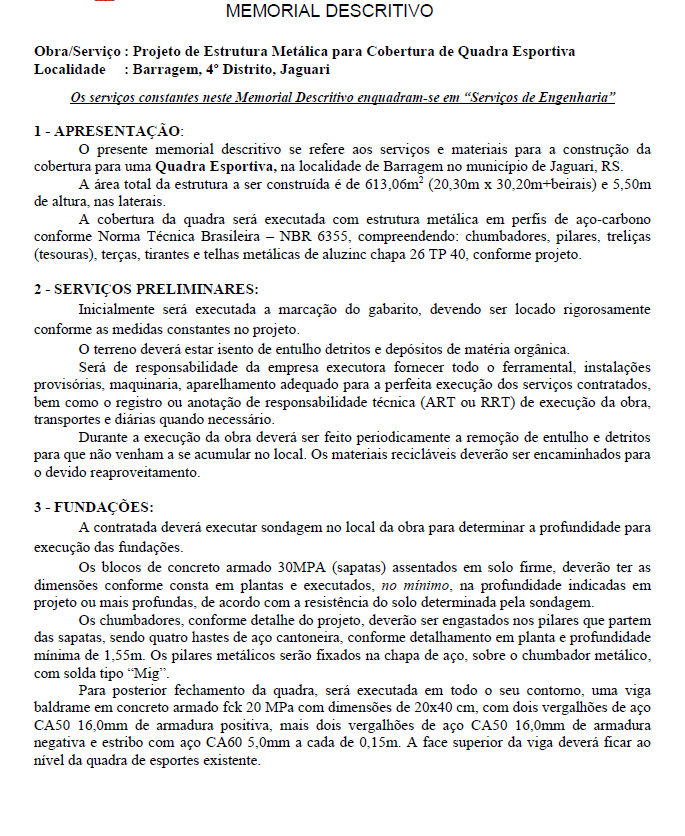 MEMORIAL DESCRITIVO
Obra/Serviço : Projeto de Estrutura Metálica para Cobertura de Quadra Esportiva
Localidade : Barragem, 4º Distrito, Jaguari
Os serviços constantes neste Memorial Descritivo enquadram-se em “Serviços de Engenharia”
1 - APRESENTAÇÃO:
O presente memorial descritivo se refere aos serviços e materiais para a construção da
cobertura para uma Quadra Esportiva, na localidade de Barragem no município de Jaguari, RS.
A área total da estrutura a ser construída é de 613,06m² (20,30m x 30,20m+beirais) e 5,50m
de altura, nas laterais.
A cobertura da quadra será executada com estrutura metálica em perfis de aço-carbono
conforme Norma Técnica Brasileira – NBR 6355, compreendendo: chumbadores, pilares, treliças
(tesouras), terças, tirantes e telhas metálicas de aluzinc chapa 26 TP 40, conforme projeto.
2 - SERVIÇOS PRELIMINARES:
Inicialmente será executada a marcação do gabarito, devendo ser locado rigorosamente
conforme as medidas constantes no projeto.
O terreno deverá estar isento de entulho detritos e depósitos de matéria orgânica.
Será de responsabilidade da empresa executora fornecer todo o ferramental, instalações
provisórias, maquinaria, aparelhamento adequado para a perfeita execução dos serviços contratados,
bem como o registro ou anotação de responsabilidade técnica (ART ou RRT) de execução da obra,
transportes e diárias quando necessário.
Durante a execução da obra deverá ser feito periodicamente a remoção de entulho e detritos
para que não venham a se acumular no local. Os materiais recicláveis deverão ser encaminhados para
o devido reaproveitamento.
3 - FUNDAÇÕES:
A contratada deverá executar sondagem no local da obra para determinar a profundidade para
execução das fundações.
Os blocos de concreto armado 30MPA (sapatas) assentados em solo firme, deverão ter as
dimensões conforme consta em plantas e executados, no mínimo, na profundidade indicadas em
projeto ou mais profundas, de acordo com a resistência do solo determinada pela sondagem.
Os chumbadores, conforme detalhe do projeto, deverão ser engastados nos pilares que partem
das sapatas, sendo quatro hastes de aço cantoneira, conforme detalhamento em planta e profundidade
mínima de 1,55m. Os pilares metálicos serão fixados na chapa de aço, sobre o chumbador metálico,
com solda tipo “Mig”.
Para posterior fechamento da quadra, será executada em todo o seu contorno, uma viga
baldrame em concreto armado fck 20 MPa com dimensões de 20x40 cm, com dois vergalhões de aço
CA50 16,0mm de armadura positiva, mais dois vergalhões de aço CA50 16,0mm de armadura
negativa e estribo com aço CA60 5,0mm a cada de 0,15m. A face superior da viga deverá ficar ao
nível da quadra de esportes existente.